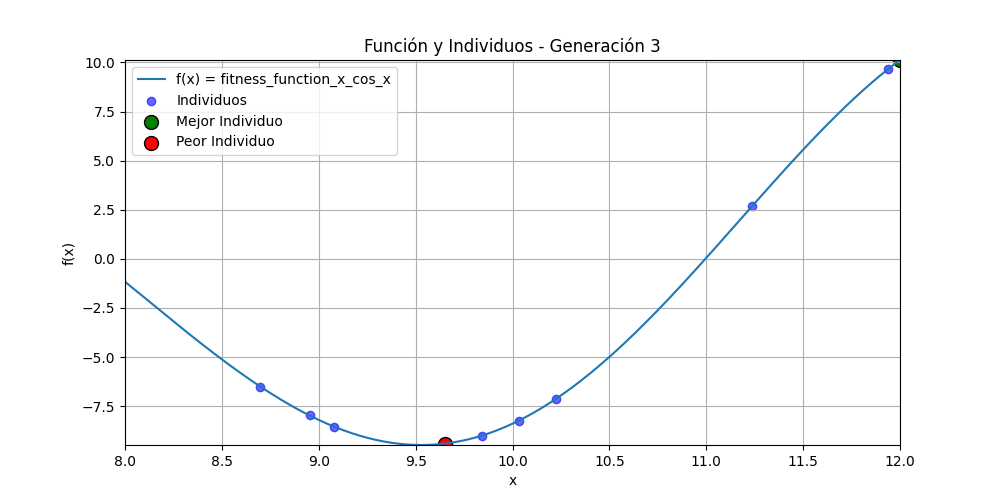 Función y Individuos - Generación 3
f(x) = fitness_function_x_cos_x
Individuos
Mejor Individuo
Peor Individuo
10.0
7.5
5.0
2.5
0.0
−2.5
−5.0
−7.5
f(x)
8.0 8.5 9.0 9.5 10.0 10.5 11.0 11.5 12.0
x